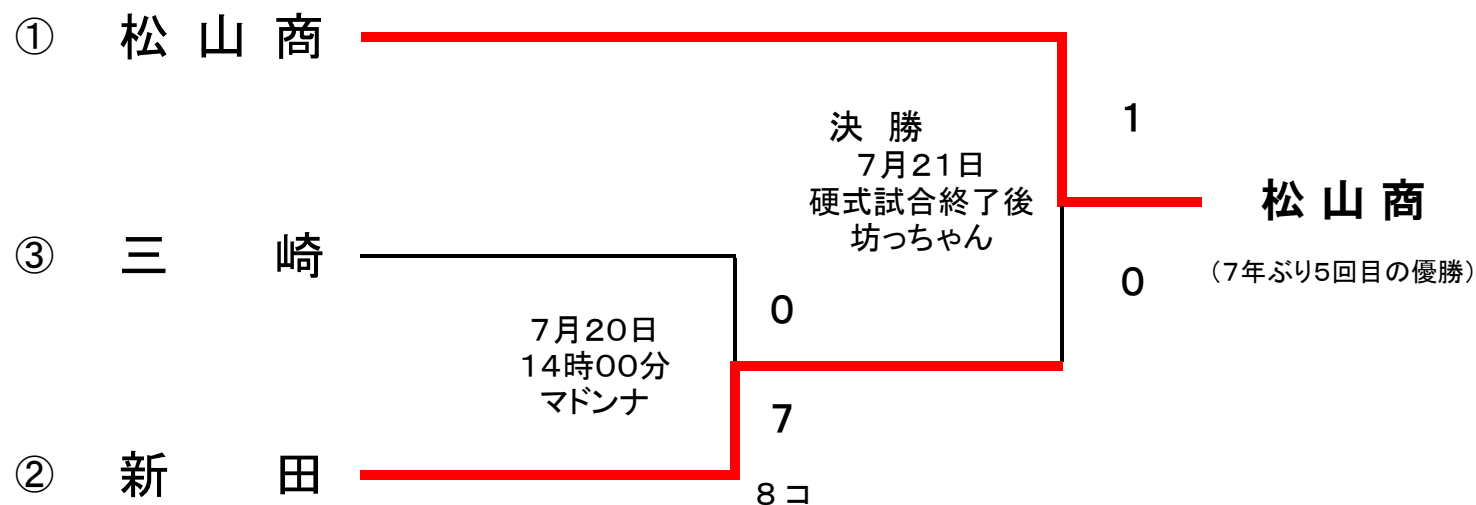 ① 松山商
決勝
7月21日
硬式試合終了後
坊っちゃん
1
松山商
(7年ぶり5回目の優勝)
0
③ 三崎
7月20日
14時00分
マドンナ
0
7
② 新田
8コ